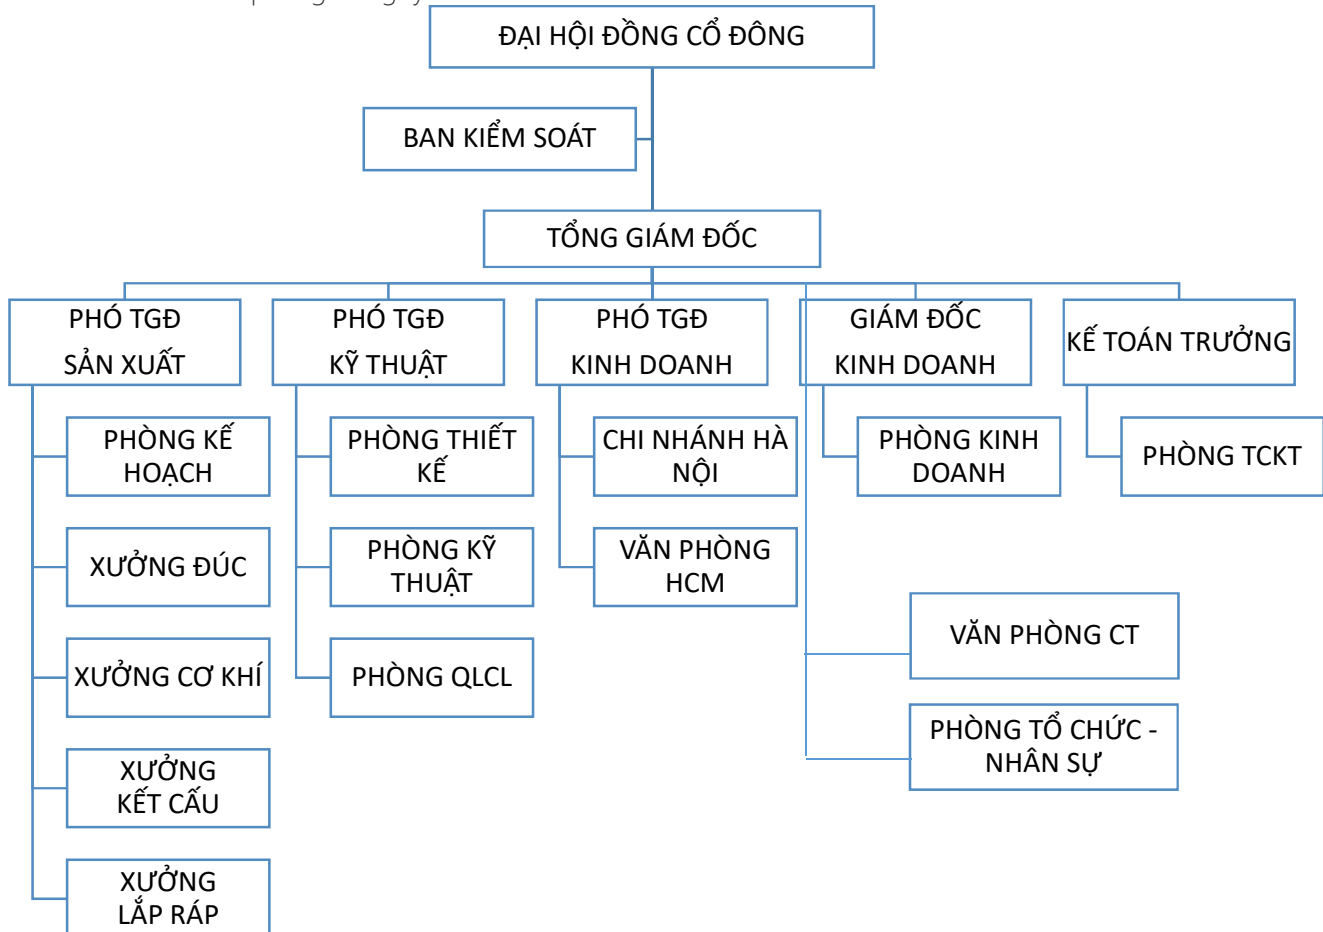 ĐẠI HỘI ĐỒNG CỔ ĐÔNG
BAN KIỂM SOÁT
TỔNG GIÁM ĐỐC
PHÓ TGĐ
SẢN XUẤT
PHÓ TGĐ
KỸ THUẬT
PHÓ TGĐ
KINH DOANH
GIÁM ĐỐC
KINH DOANH
KẾ TOÁN TRƯỞNG
PHÒNG KẾ
HOẠCH
XƯỞNG ĐÚC
XƯỞNG CƠ KHÍ
XƯỞNG
KẾT CẤU
XƯỞNG
LẮP RÁP
PHÒNG THIẾT
KẾ
PHÒNG KỸ
THUẬT
PHÒNG QLCL
CHI NHÁNH HÀ
NỘI
VĂN PHÒNG
HCM
PHÒNG KINH
DOANH
PHÒNG TCKT
VĂN PHÒNG CT
PHÒNG TỔ CHỨC -
NHÂN SỰ